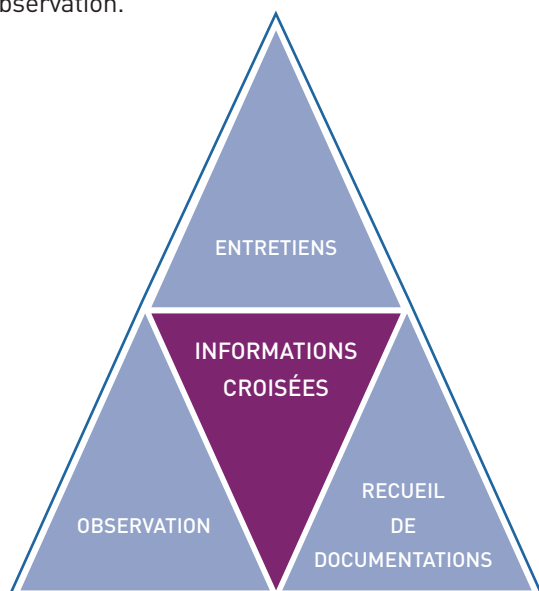 observation.
ENTRETIENS
INFORMATIONS
CROISÉES
OBSERVATION
RECUEIL
DE
DOCUMENTATIONS